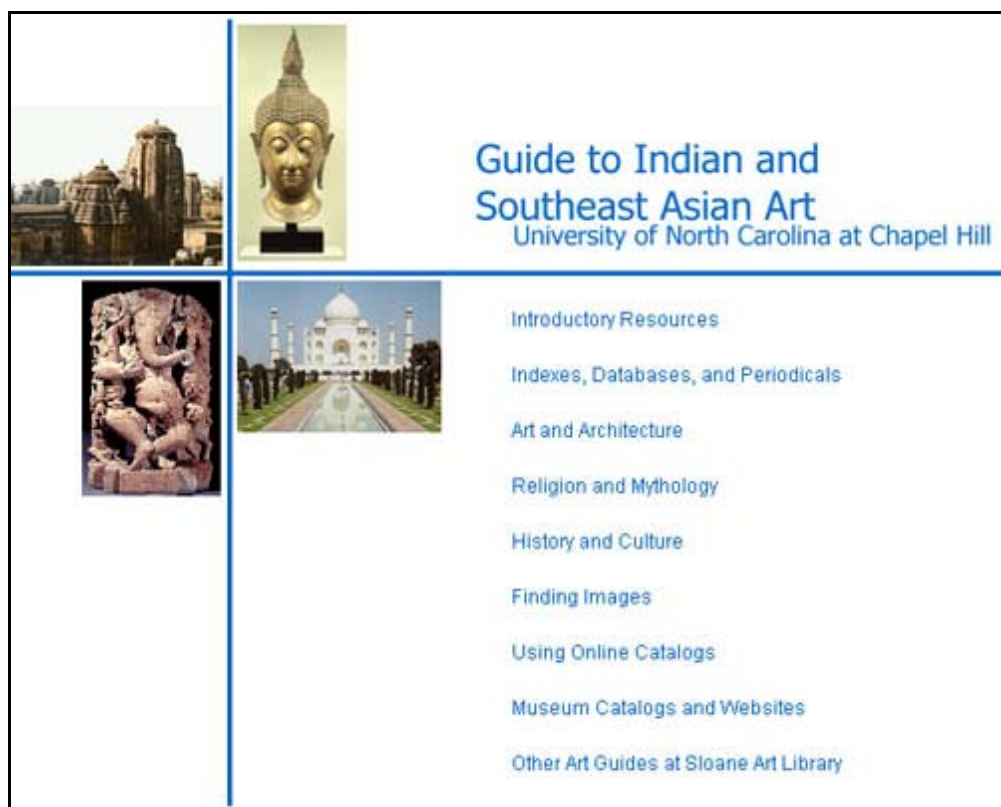 Guide to Indian and
Southeast Asian Art
University of North Carolina at Chapel Hill
Introductory Resources
Indexes, Databases, and Periodicals
Art and Architecture
Religion and Mythology
History and Culture
Finding Images
Using Online Catalogs
Museum Catalogs and Websites
Other Art Guides at Sloane Art Library